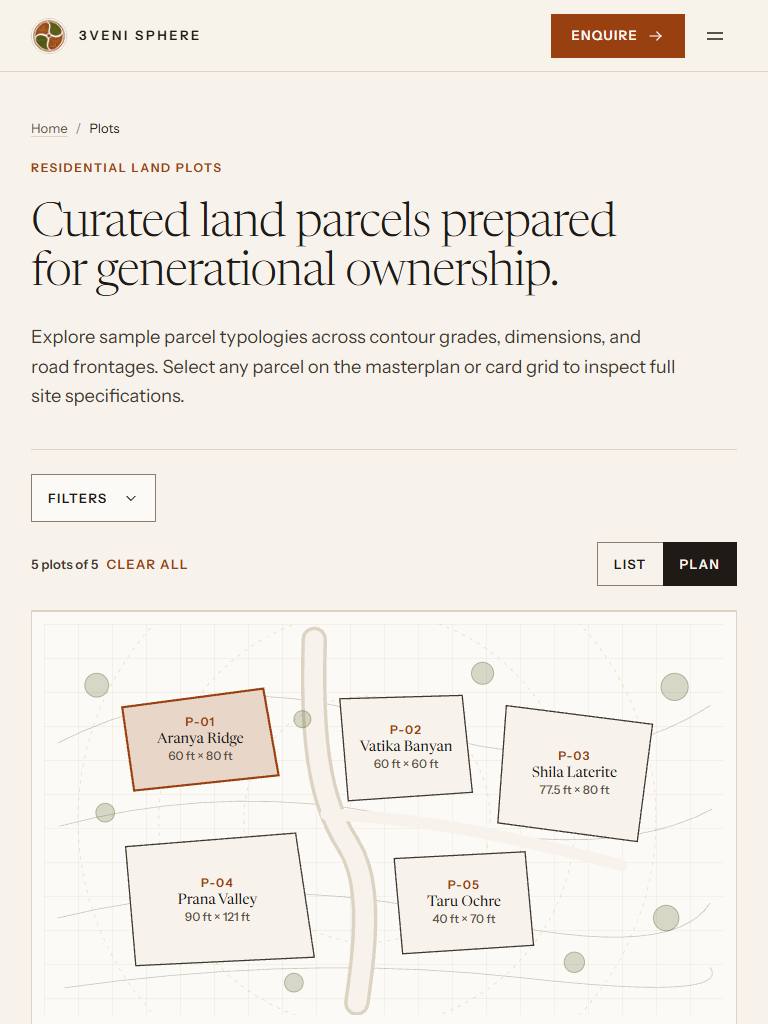 3VENI SPHERE
ENQUIRE →
Home / Plots
RESIDENTIAL LAND PLOTS
Curated land parcels prepared
for generational ownership.
Explore sample parcel typologies across contour grades, dimensions, and
road frontages. Select any parcel on the masterplan or card grid to inspect full
site specifications.
FILTERS
5 plots of 5 CLEAR ALL
LIST PLAN
P-01
Aranya Ridge
60 ft × 80 ft
P-02
Vatika Banyan
60 ft × 60 ft
P-03
Shila Laterite
77.5 ft × 80 ft
P-04
Prana Valley
90 ft × 121 ft
P-05
Taru Ochre
40 ft × 70 ft